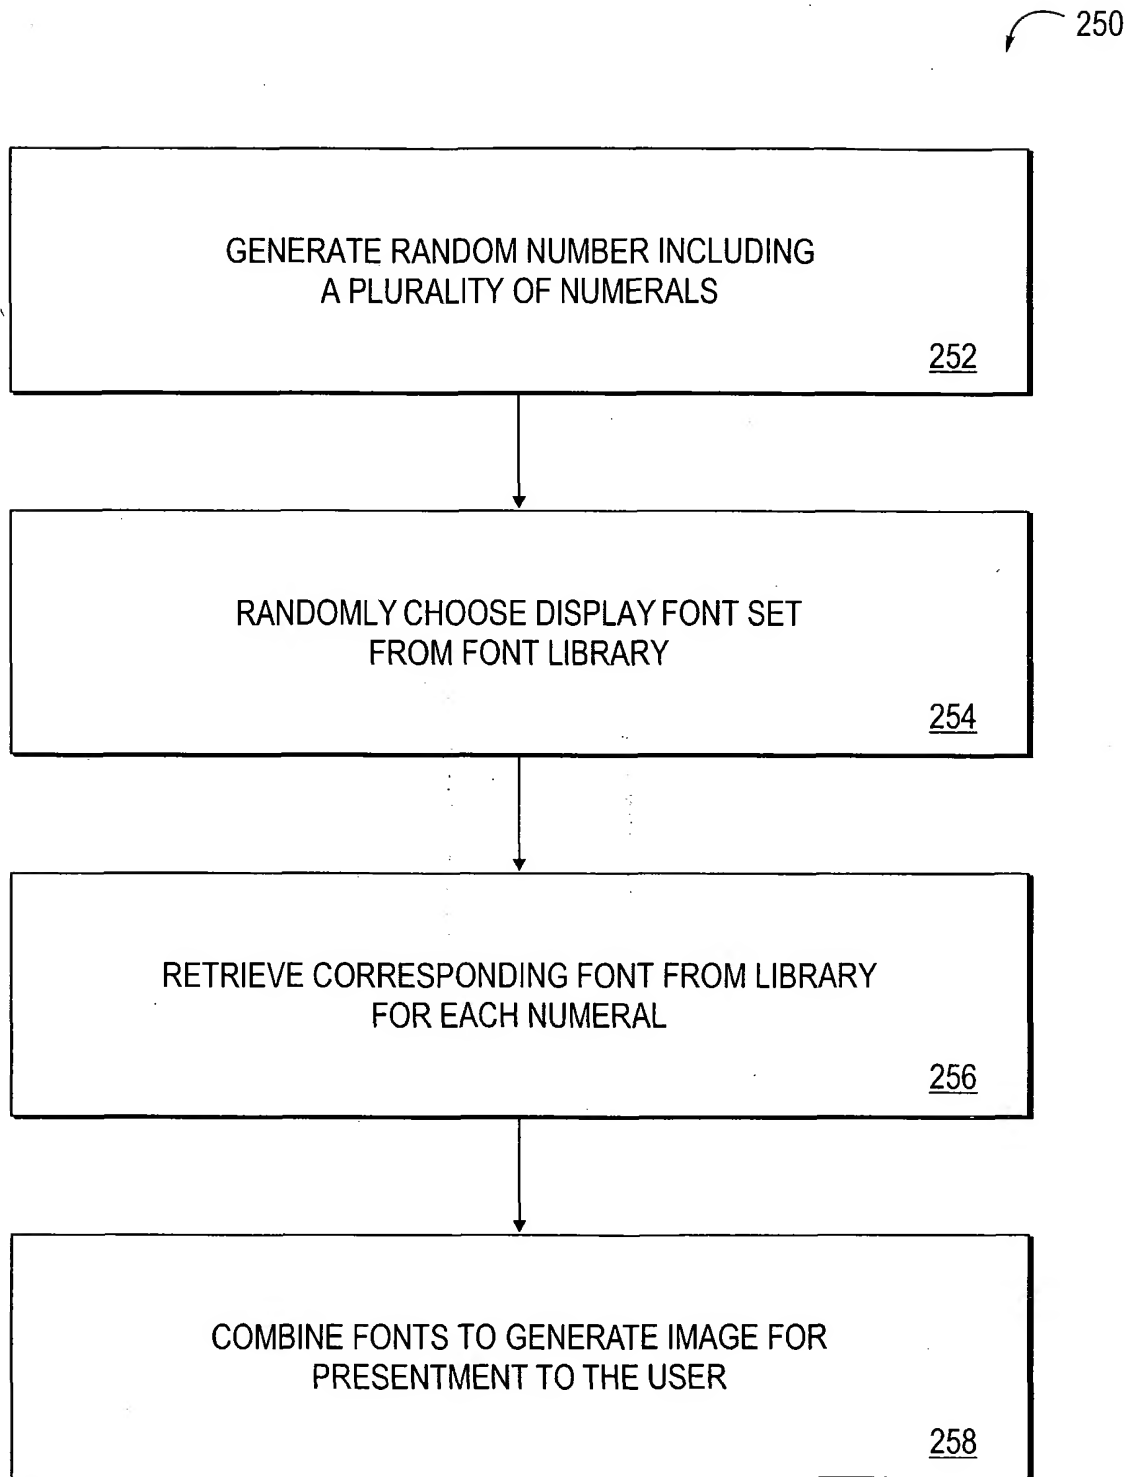 250
GENERATE RANDOM NUMBER INCLUDING
A PLURALITY OF NUMERALS
252
RANDOMLY CHOOSE DISPLAY FONT SET
FROM FONT LIBRARY
254
RETRIEVE CORRESPONDING FONT FROM LIBRARY
FOR EACH NUMERAL
256
COMBINE FONTS TO GENERATE IMAGE FOR
PRESENTMENT TO THE USER
258